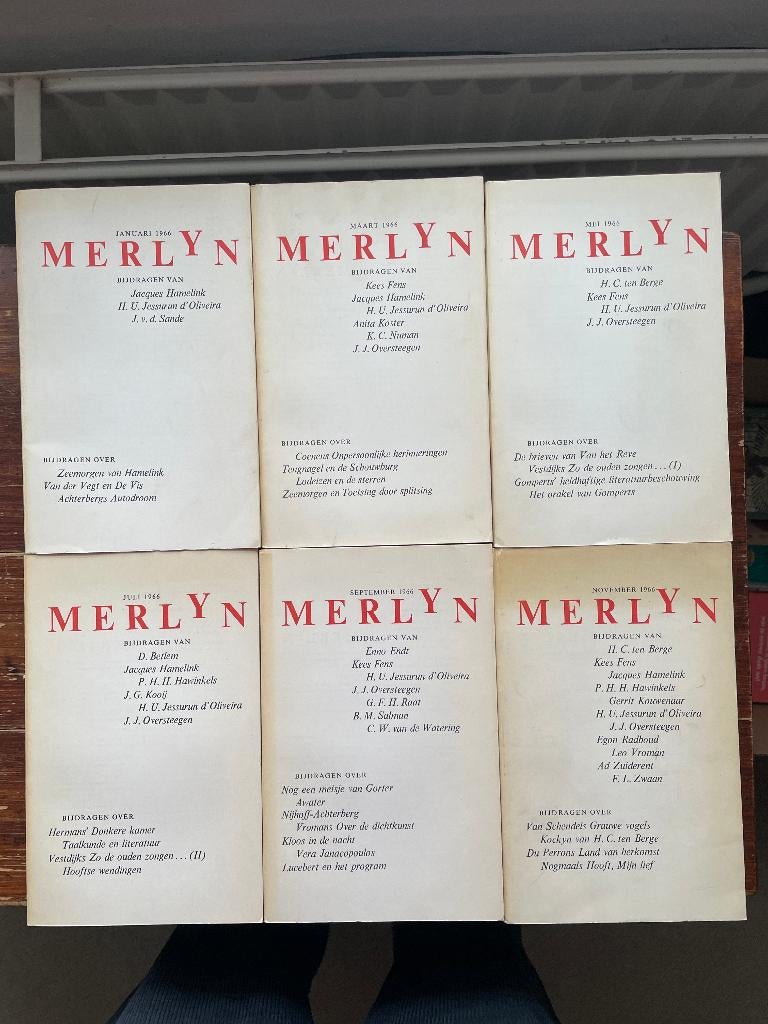 JANUARI 1966
MERLYN
BIJDRAGEN VAN
Jacques Hamelink
H. U. Jessurun d'Oliveira
J. v. d. Sande
BIJDRAGEN OVER
Zeemorgen van Hamelink
Van der Vegt en De Vis
Achterbergs Autodroom
MAART 1966
MERLYN
BIJDRAGEN VAN
Kees Fens
Jacques Hamelink
H. U. Jessurun d'Oliveira
Anita Koster
K. C. Numan
J. J. Oversteegen
BIJDRAGEN OVER
Coenens Onpersoonlijke herinneringen
Tengnagel en de Schouwburg
Lodeizen en de sterren
Zeemorgen en Toetsing door splitsing
MEI 1966
MERLYN
BIJDRAGEN VAN
H. C. ten Berge
Kees Fens
H. U. Jessurun d'Oliveira
J. J. Oversteegen
BIJDRAGEN OVER
De brieven van Van het Reve
Vestdijks Zo de ouden zongen ... (I)
Gomperts' heldhaftige literatuurbeschouwing
Het orakel van Gomperts
JULI 1966
MERLYN
BIJDRAGEN VAN
D. Betlem
Jacques Hamelink
P. H. H. Hawinkels
J. G. Kooij
H. U. Jessurun d'Oliveira
J. J. Oversteegen
BIJDRAGEN OVER
Hermans' Donkere kamer
Taalkunde en literatuur
Vestdijks Zo de ouden zongen ... (II)
Hooftse wendingen
SEPTEMBER 1966
MERLYN
BIJDRAGEN VAN
Enno Endt
Kees Fens
H. U. Jessurun d'Oliveira
J. J. Oversteegen
G. F. H. Raat
B. M. Salman
C. W. van de Watering
BIJDRAGEN OVER
Nog een meisje van Gorter
Awater
Nijhoff-Achterberg
Vromans Over de dichtkunst
Kloos in de nacht
Vera Janacopoulos
Lucebert en het program
NOVEMBER 1966
MERLYN
BIJDRAGEN VAN
H. C. ten Berge
Kees Fens
Jacques Hamelink
P. H. H. Hawinkels
Gerrit Kouwenaar
H. U. Jessurun d'Oliveira
J. J. Oversteegen
Egon Radboud
Leo Vroman
Ad Zuiderent
F. L. Zwaan
BIJDRAGEN OVER
Van Schendels Grauwe vogels
Kockyn van H. C. ten Berge
Du Perrons Land van herkomst
Nogmaals Hooft, Mijn lief